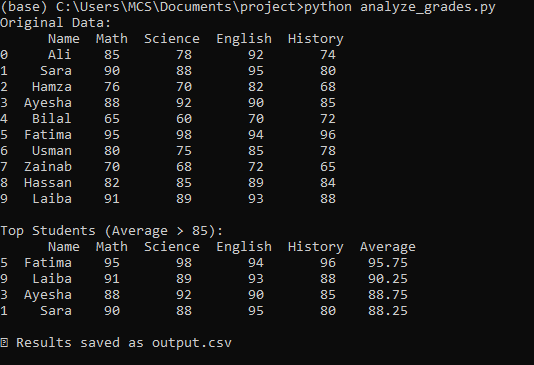 (base) C:\Users\MCS\Documents\project>python analyze_grades.py
Original Data:
      Name  Math  Science  English  History
0      Ali    85       78       92       74
1     Sara    90       88       95       80
2    Hamza    76       70       82       68
3   Ayesha    88       92       90       85
4    Bilal    65       60       70       72
5   Fatima    95       98       94       96
6    Usman    80       75       85       78
7   Zainab    70       68       72       65
8   Hassan    82       85       89       84
9    Laiba    91       89       93       88
Top Students (Average > 85):
      Name  Math  Science  English  History  Average
5   Fatima    95       98       94       96    95.75
9    Laiba    91       89       93       88    90.25
3   Ayesha    88       92       90       85    88.75
1     Sara    90       88       95       80    88.25
Results saved as output.csv